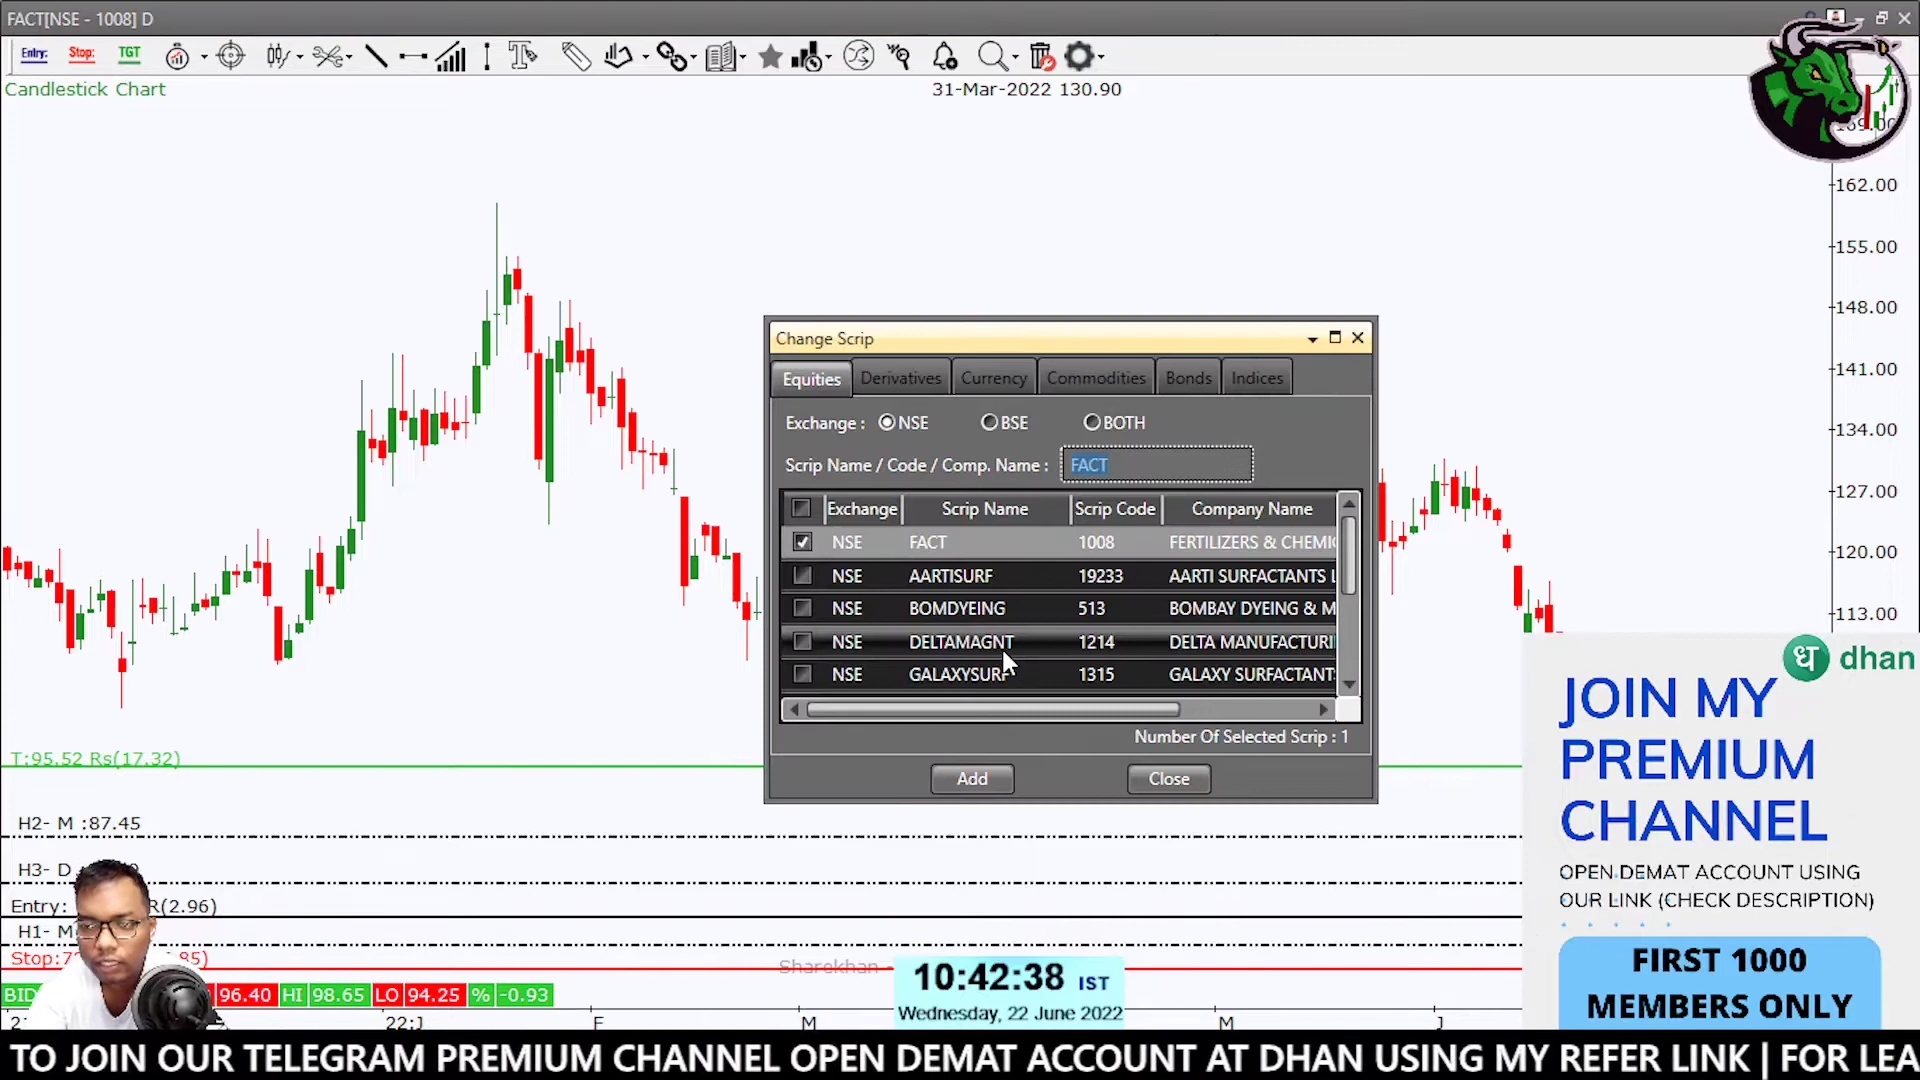 FACT[NSE - 1008] D
Entry: Stop: TGT
Candlestick Chart
31-Mar-2022 130.90
162.00
155.00
148.00
141.00
134.00
127.00
120.00
113.00
Change Scrip
Equities Derivatives Currency Commodities Bonds Indices
Exchange : NSE BSE BOTH
Scrip Name / Code / Comp. Name : FACT
Exchange Scrip Name Scrip Code Company Name
NSE FACT 1008 FERTILIZERS & CHEMIC
NSE AARTISURF 19233 AARTI SURFACTANTS L
NSE BOMDYEING 513 BOMBAY DYEING & M
NSE DELTAMAGNT 1214 DELTA MANUFACTURI
NSE GALAXYSURF 1315 GALAXY SURFACTANTS
Number Of Selected Scrip : 1
Add Close
T:95.52 Rs(17.32)
H2- M :87.45
H3- D
Entry: R(2.96)
H1- M
Sharekhan -
BID 96.40 HI 98.65 LO 94.25 % -0.93
22:J F M M J
10:42:38 IST
Wednesday, 22 June 2022
ध dhan
JOIN MY
PREMIUM
CHANNEL
OPEN DEMAT ACCOUNT USING
OUR LINK (CHECK DESCRIPTION)
FIRST 1000
MEMBERS ONLY
TO JOIN OUR TELEGRAM PREMIUM CHANNEL OPEN DEMAT ACCOUNT AT DHAN USING MY REFER LINK | FOR LEA